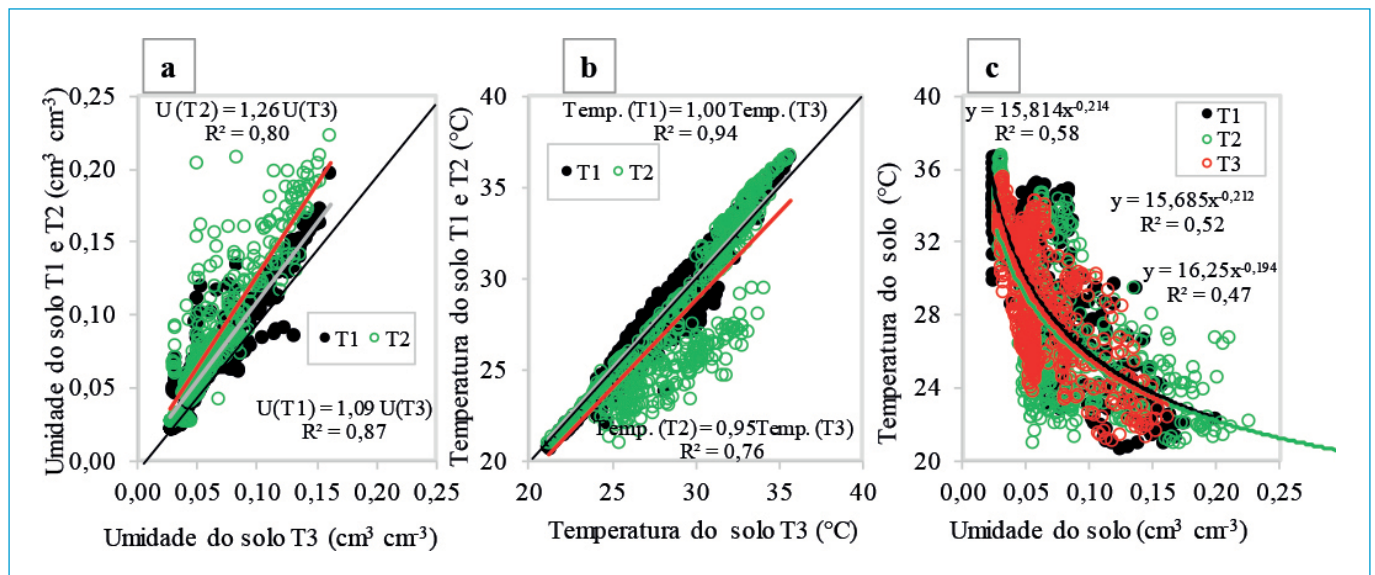 a
Umidade do solo T1 e T2 (cm³ cm⁻³)
0,25
0,20
0,15
0,10
0,05
0,00
U (T2) = 1,26 U(T3)
R² = 0,80
T1 T2
U(T1) = 1,09 U(T3)
R² = 0,87
0,00 0,05 0,10 0,15 0,20 0,25
Umidade do solo T3 (cm³ cm⁻³)
b
Temperatura do solo T1 e T2 (°C)
40
35
30
25
20
Temp. (T1) = 1,00 Temp. (T3)
R² = 0,94
T1 T2
Temp. (T2) = 0,95Temp. (T3)
R² = 0,76
20 25 30 35 40
Temperatura do solo T3 (°C)
c
Temperatura do solo (°C)
40
36
32
28
24
20
y = 15,814x⁻⁰,²¹⁴
R² = 0,58
T1
T2
T3
y = 15,685x⁻⁰,²¹²
R² = 0,52
y = 16,25x⁻⁰,¹⁹⁴
R² = 0,47
0,00 0,05 0,10 0,15 0,20 0,25
Umidade do solo (cm³ cm⁻³)